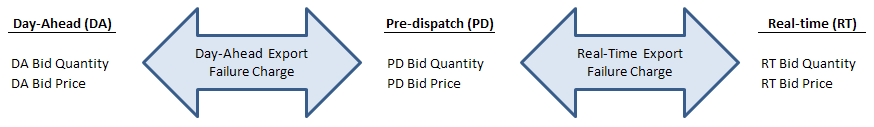 Day-Ahead (DA)
DA Bid Quantity
DA Bid Price
Day-Ahead Export
Failure Charge
Pre-dispatch (PD)
PD Bid Quantity
PD Bid Price
Real-Time Export
Failure Charge
Real-time (RT)
RT Bid Quantity
RT Bid Price